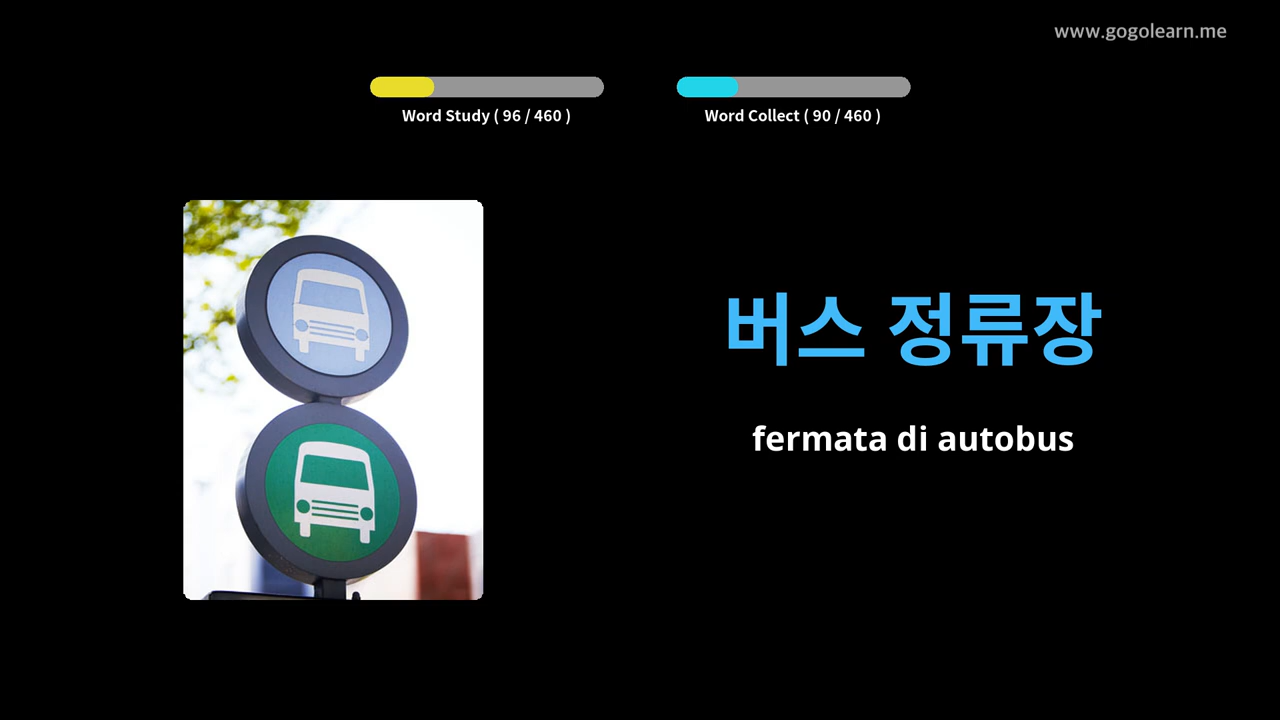 www.gogolearn.me
Word Study ( 96 / 460 )
Word Collect ( 90 / 460 )
버스 정류장
fermata di autobus